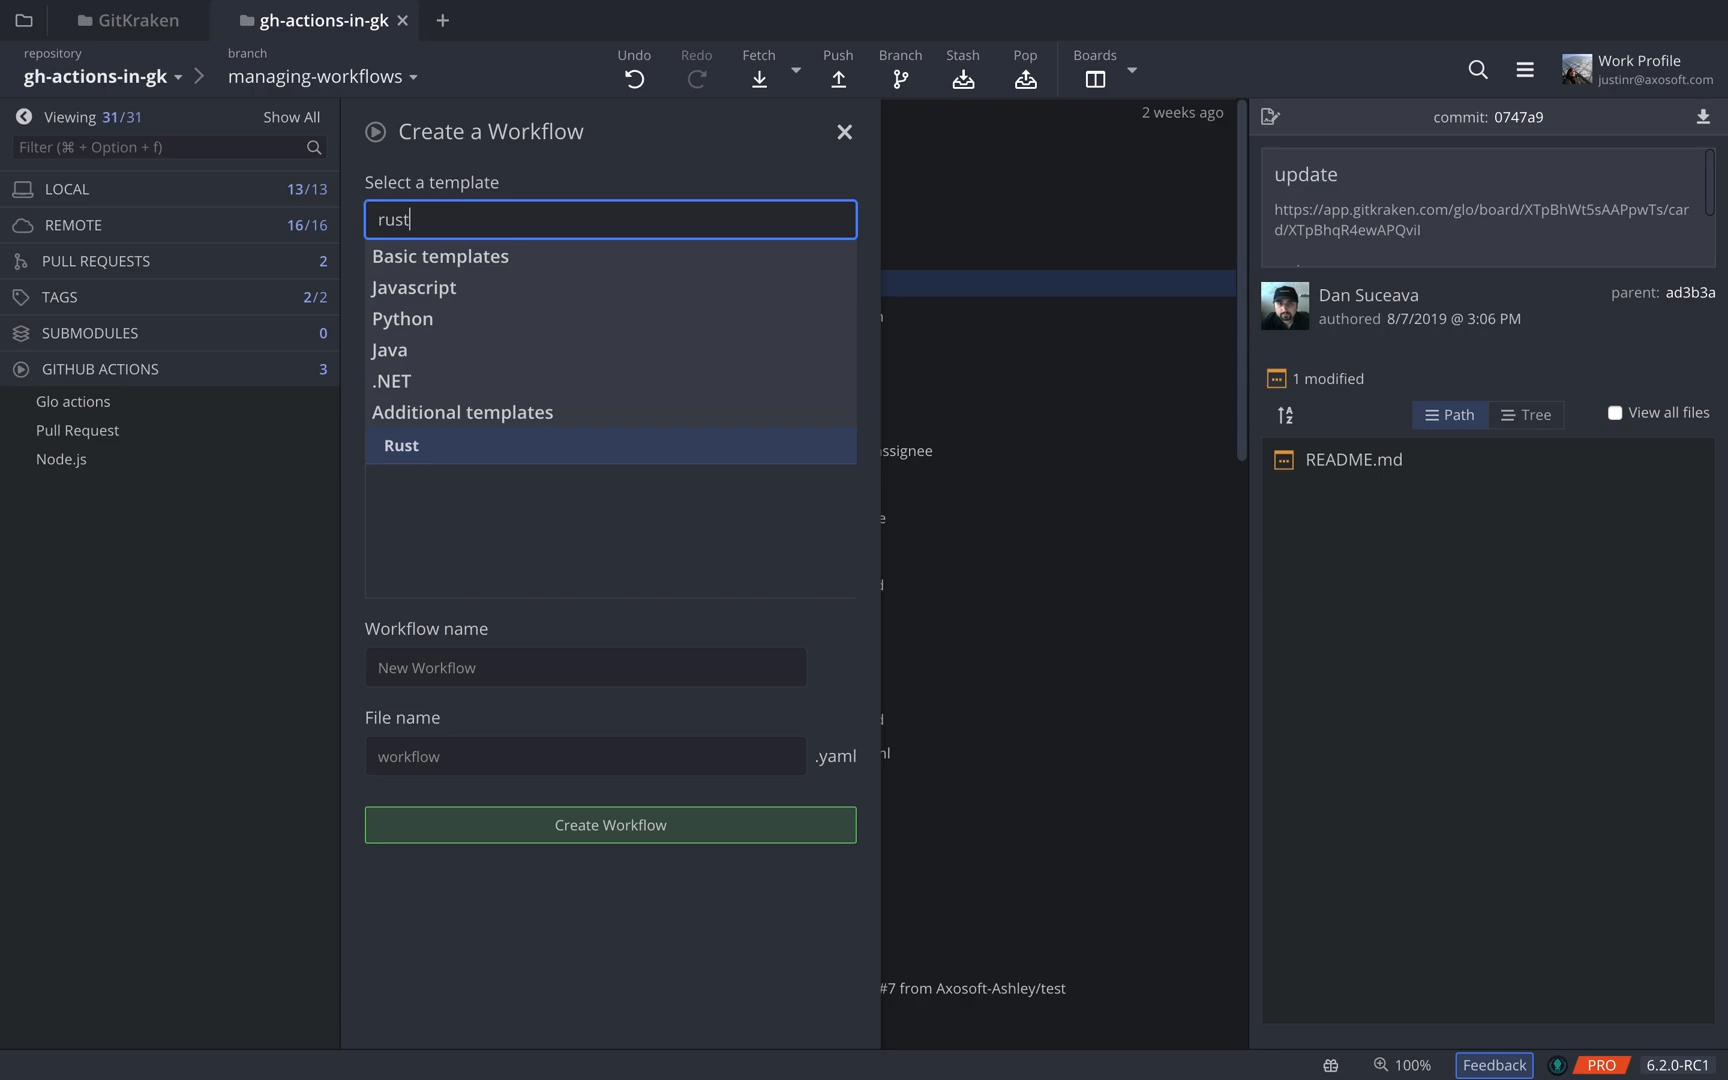 GitKraken
gh-actions-in-gk
repository
gh-actions-in-gk
branch
managing-workflows
Undo
Redo
Fetch
Push
Branch
Stash
Pop
Boards
Work Profile
justinr@axosoft.com
Viewing 31/31
Show All
Filter (⌘ + Option + f)
LOCAL 13/13
REMOTE 16/16
PULL REQUESTS 2
TAGS 2/2
SUBMODULES 0
GITHUB ACTIONS 3
Glo actions
Pull Request
Node.js
Create a Workflow
Select a template
rust
Basic templates
Javascript
Python
Java
.NET
Additional templates
Rust
Workflow name
New Workflow
File name
workflow
.yaml
Create Workflow
2 weeks ago
#7 from Axosoft-Ashley/test
commit: 0747a9
update
https://app.gitkraken.com/glo/board/XTpBhWt5sAAPpwTs/car
d/XTpBhqR4ewAPQviI
Dan Suceava
authored 8/7/2019 @ 3:06 PM
parent: ad3b3a
1 modified
Path
Tree
View all files
README.md
100%
Feedback
PRO
6.2.0-RC1